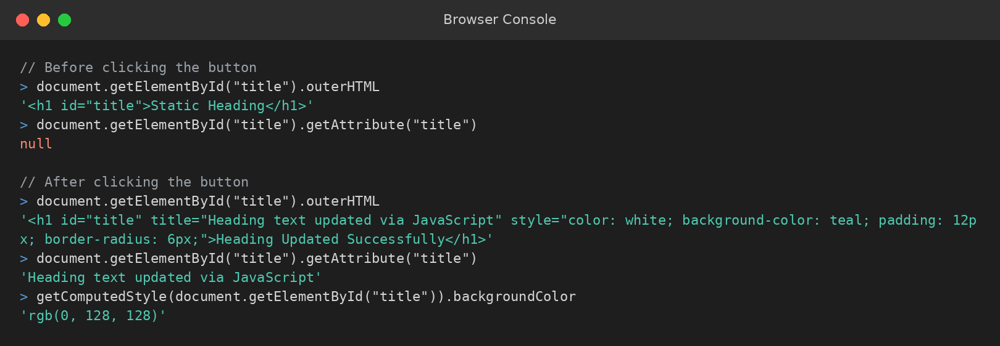 Browser Console
// Before clicking the button
> document.getElementById("title").outerHTML
'<h1 id="title">Static Heading</h1>'
> document.getElementById("title").getAttribute("title")
null
// After clicking the button
> document.getElementById("title").outerHTML
'<h1 id="title" title="Heading text updated via JavaScript" style="color: white; background-color: teal; padding: 12p
x; border-radius: 6px;">Heading Updated Successfully</h1>'
> document.getElementById("title").getAttribute("title")
'Heading text updated via JavaScript'
> getComputedStyle(document.getElementById("title")).backgroundColor
'rgb(0, 128, 128)'